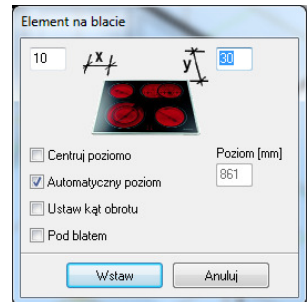 Element na blacie
10 x y 30
Centruj poziomo Poziom [mm]
Automatyczny poziom 861
Ustaw kąt obrotu
Pod blatem
Wstaw Anuluj